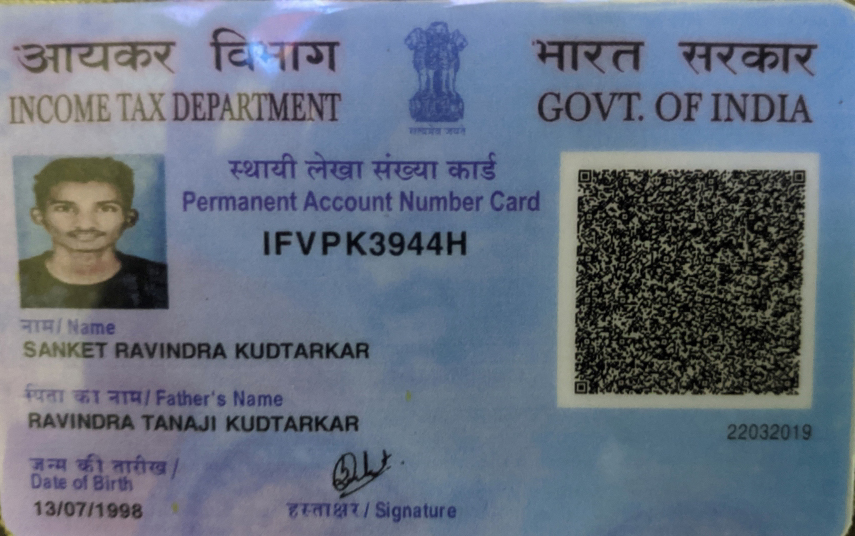 आयकर विभाग
INCOME TAX DEPARTMENT
सत्यमेव जयते
भारत सरकार
GOVT. OF INDIA
स्थायी लेखा संख्या कार्ड
Permanent Account Number Card
IFVPK3944H
नाम/ Name
SANKET RAVINDRA KUDTARKAR
पिता का नाम/ Father's Name
RAVINDRA TANAJI KUDTARKAR
22032019
जन्म की तारीख /
Date of Birth
13/07/1998
हस्ताक्षर / Signature